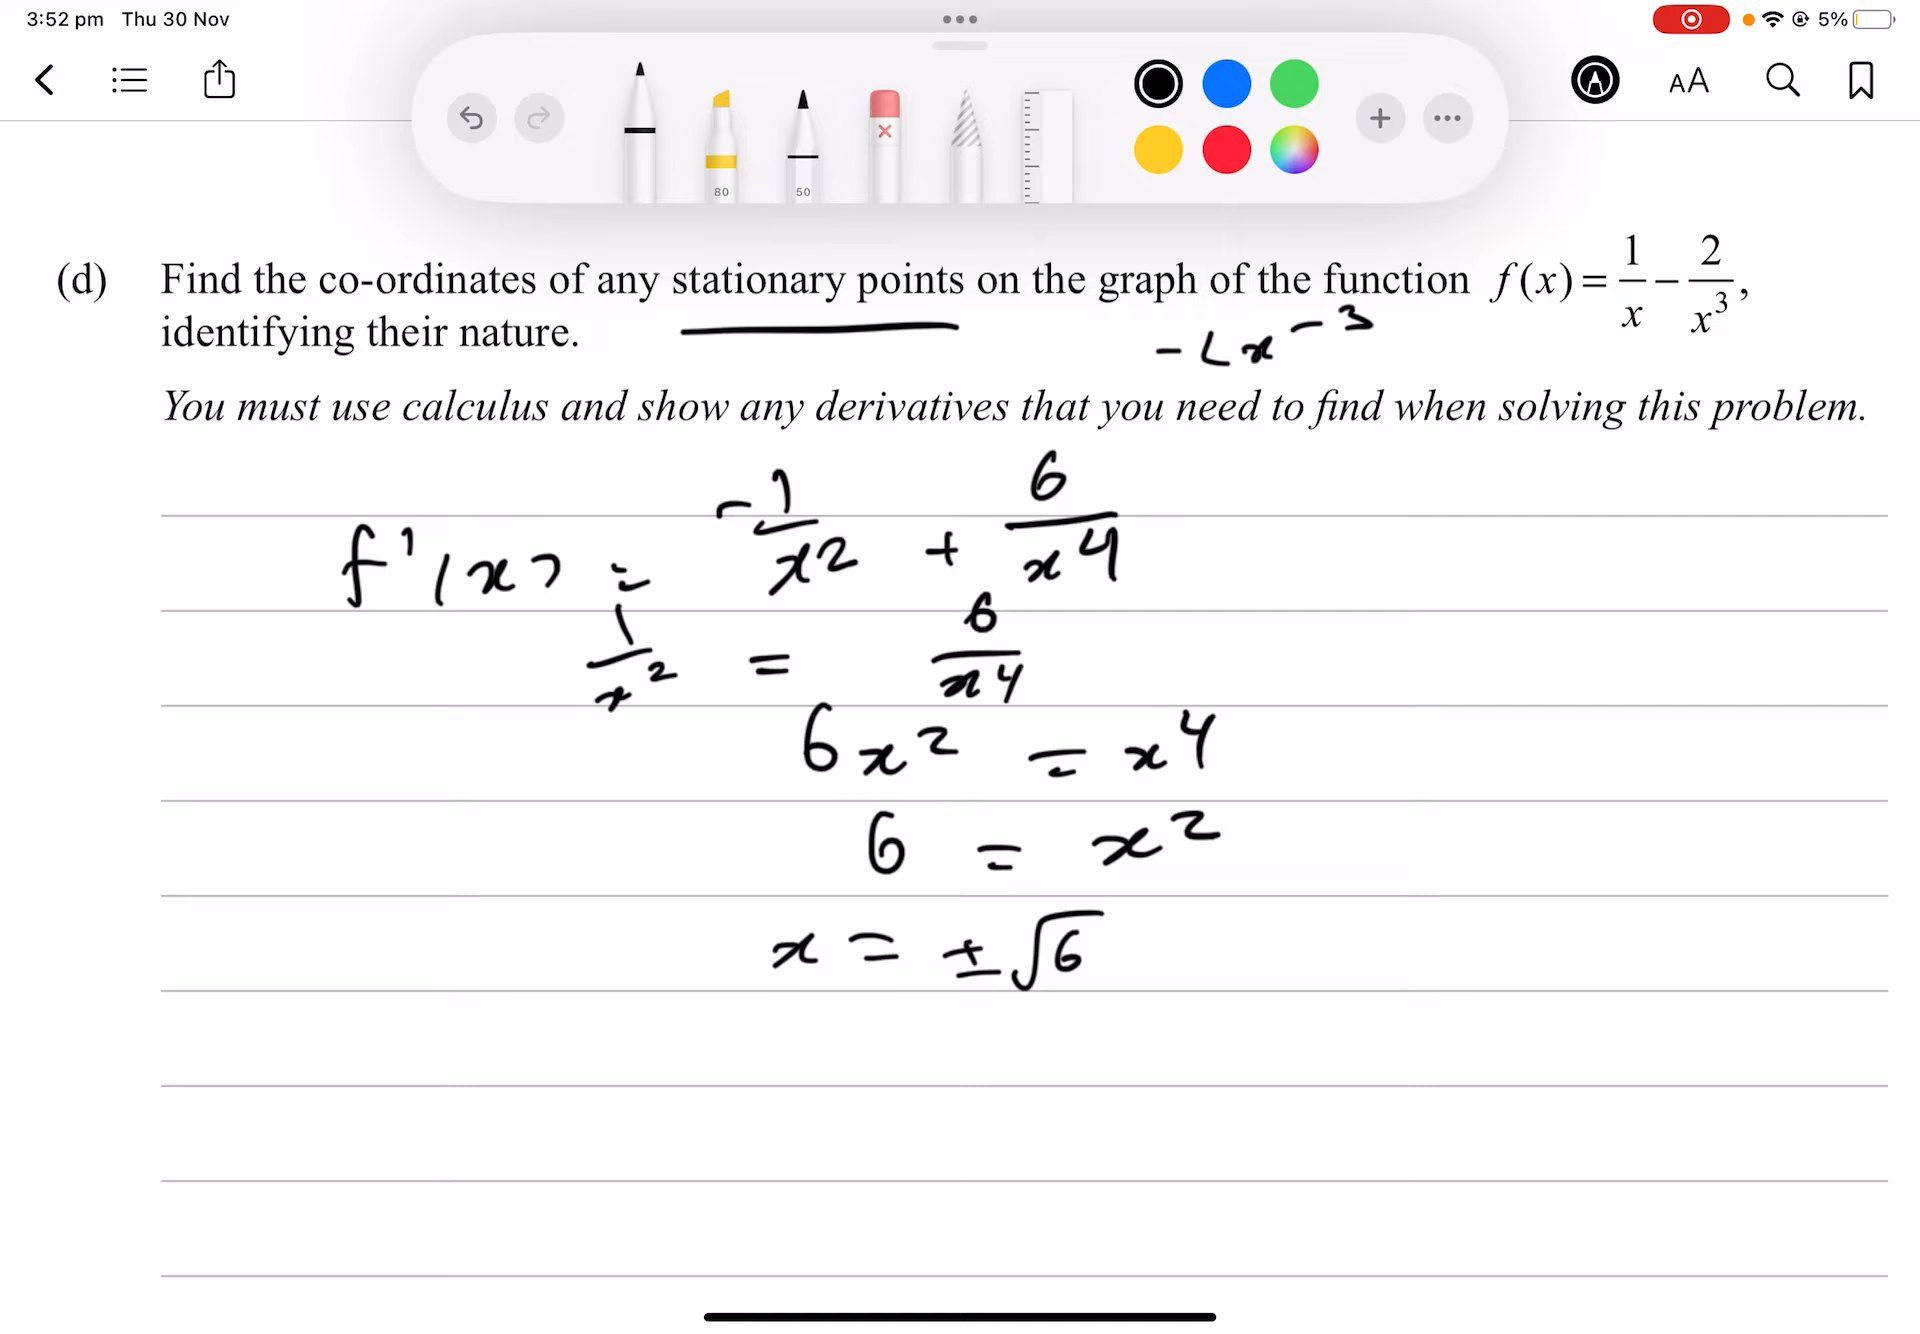 3:52 pm Thu 30 Nov
5%
AA
80 50
(d) Find the co-ordinates of any stationary points on the graph of the function f(x) = 1/x − 2/x³,
identifying their nature.
−2x⁻³
You must use calculus and show any derivatives that you need to find when solving this problem.
f'(x) = −1/x² + 6/x⁴
1/x² = 6/x⁴
6x² = x⁴
6 = x²
x = ±√6